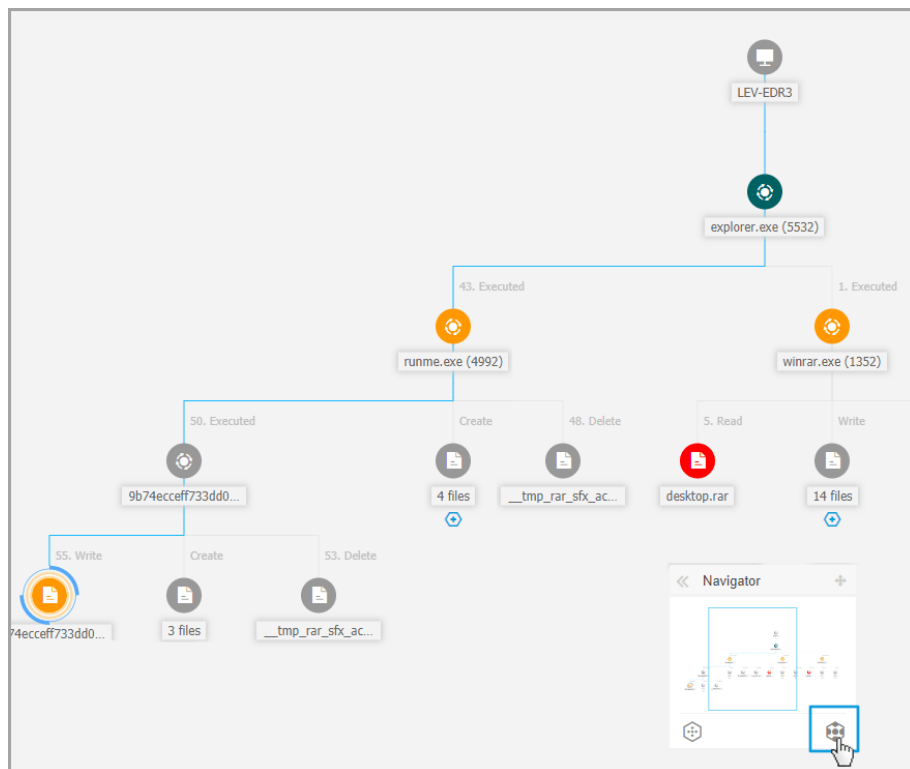 LEV-EDR3
explorer.exe (5532)
43. Executed
1. Executed
runme.exe (4992)
winrar.exe (1352)
50. Executed
Create
48. Delete
5. Read
Write
9b74ecceff733dd0...
4 files
__tmp_rar_sfx_ac...
desktop.rar
14 files
55. Write
Create
53. Delete
74ecceff733dd0...
3 files
__tmp_rar_sfx_ac...
Navigator